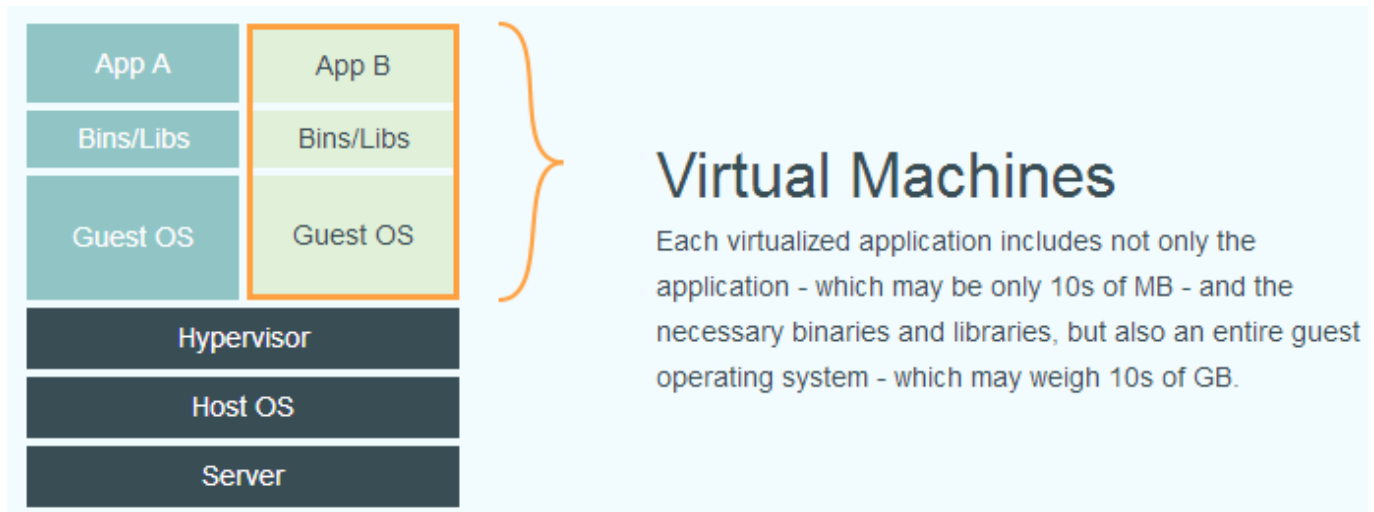 App A
App B
Bins/Libs
Bins/Libs
Guest OS
Guest OS
Hypervisor
Host OS
Server
Virtual Machines
Each virtualized application includes not only the
application - which may be only 10s of MB - and the
necessary binaries and libraries, but also an entire guest
operating system - which may weigh 10s of GB.